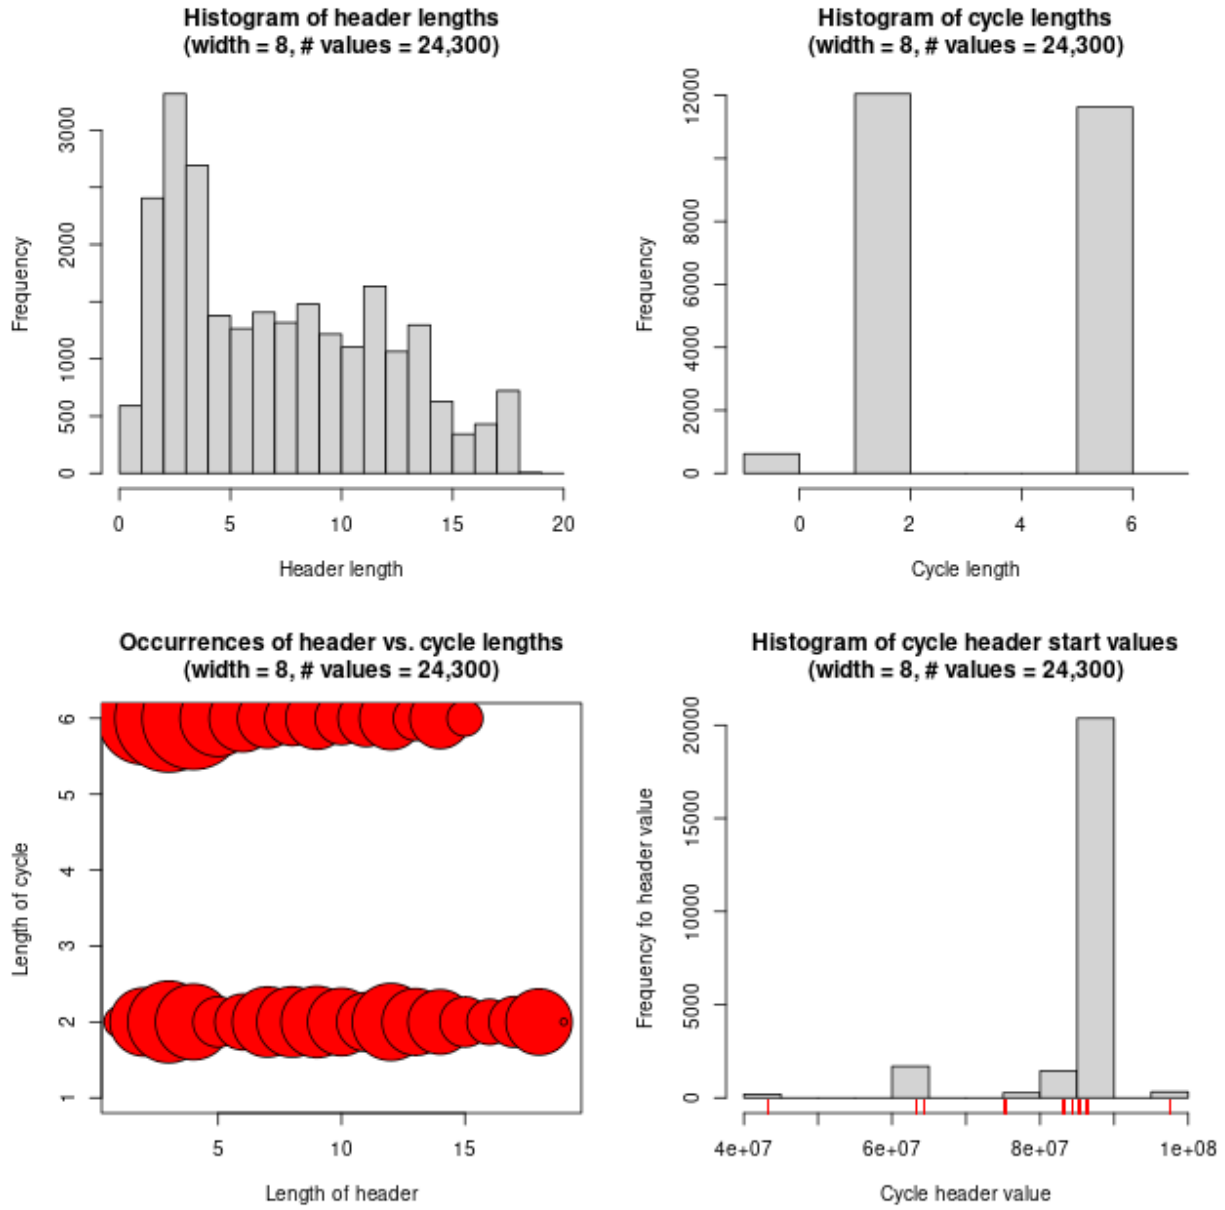 Histogram of header lengths
(width = 8, # values = 24,300)
Frequency
0 500 1000 2000 3000
0 5 10 15 20
Header length
Histogram of cycle lengths
(width = 8, # values = 24,300)
Frequency
0 2000 4000 6000 8000 12000
0 2 4 6
Cycle length
Occurrences of header vs. cycle lengths
(width = 8, # values = 24,300)
Length of cycle
1 2 3 4 5 6
5 10 15
Length of header
Histogram of cycle header start values
(width = 8, # values = 24,300)
Frequency fo header value
0 5000 10000 15000 20000
4e+07 6e+07 8e+07 1e+08
Cycle header value